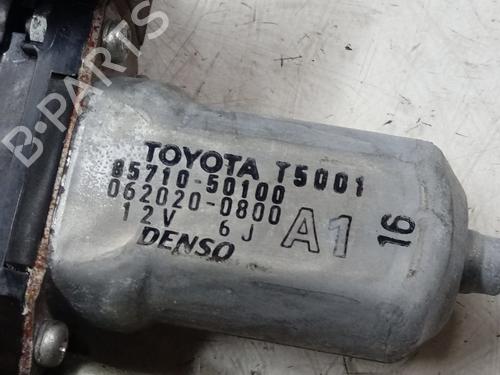 B-PARTS
TOYOTA T5001
85710-50100
062020-0800
12V 6J A1 16
DENSO